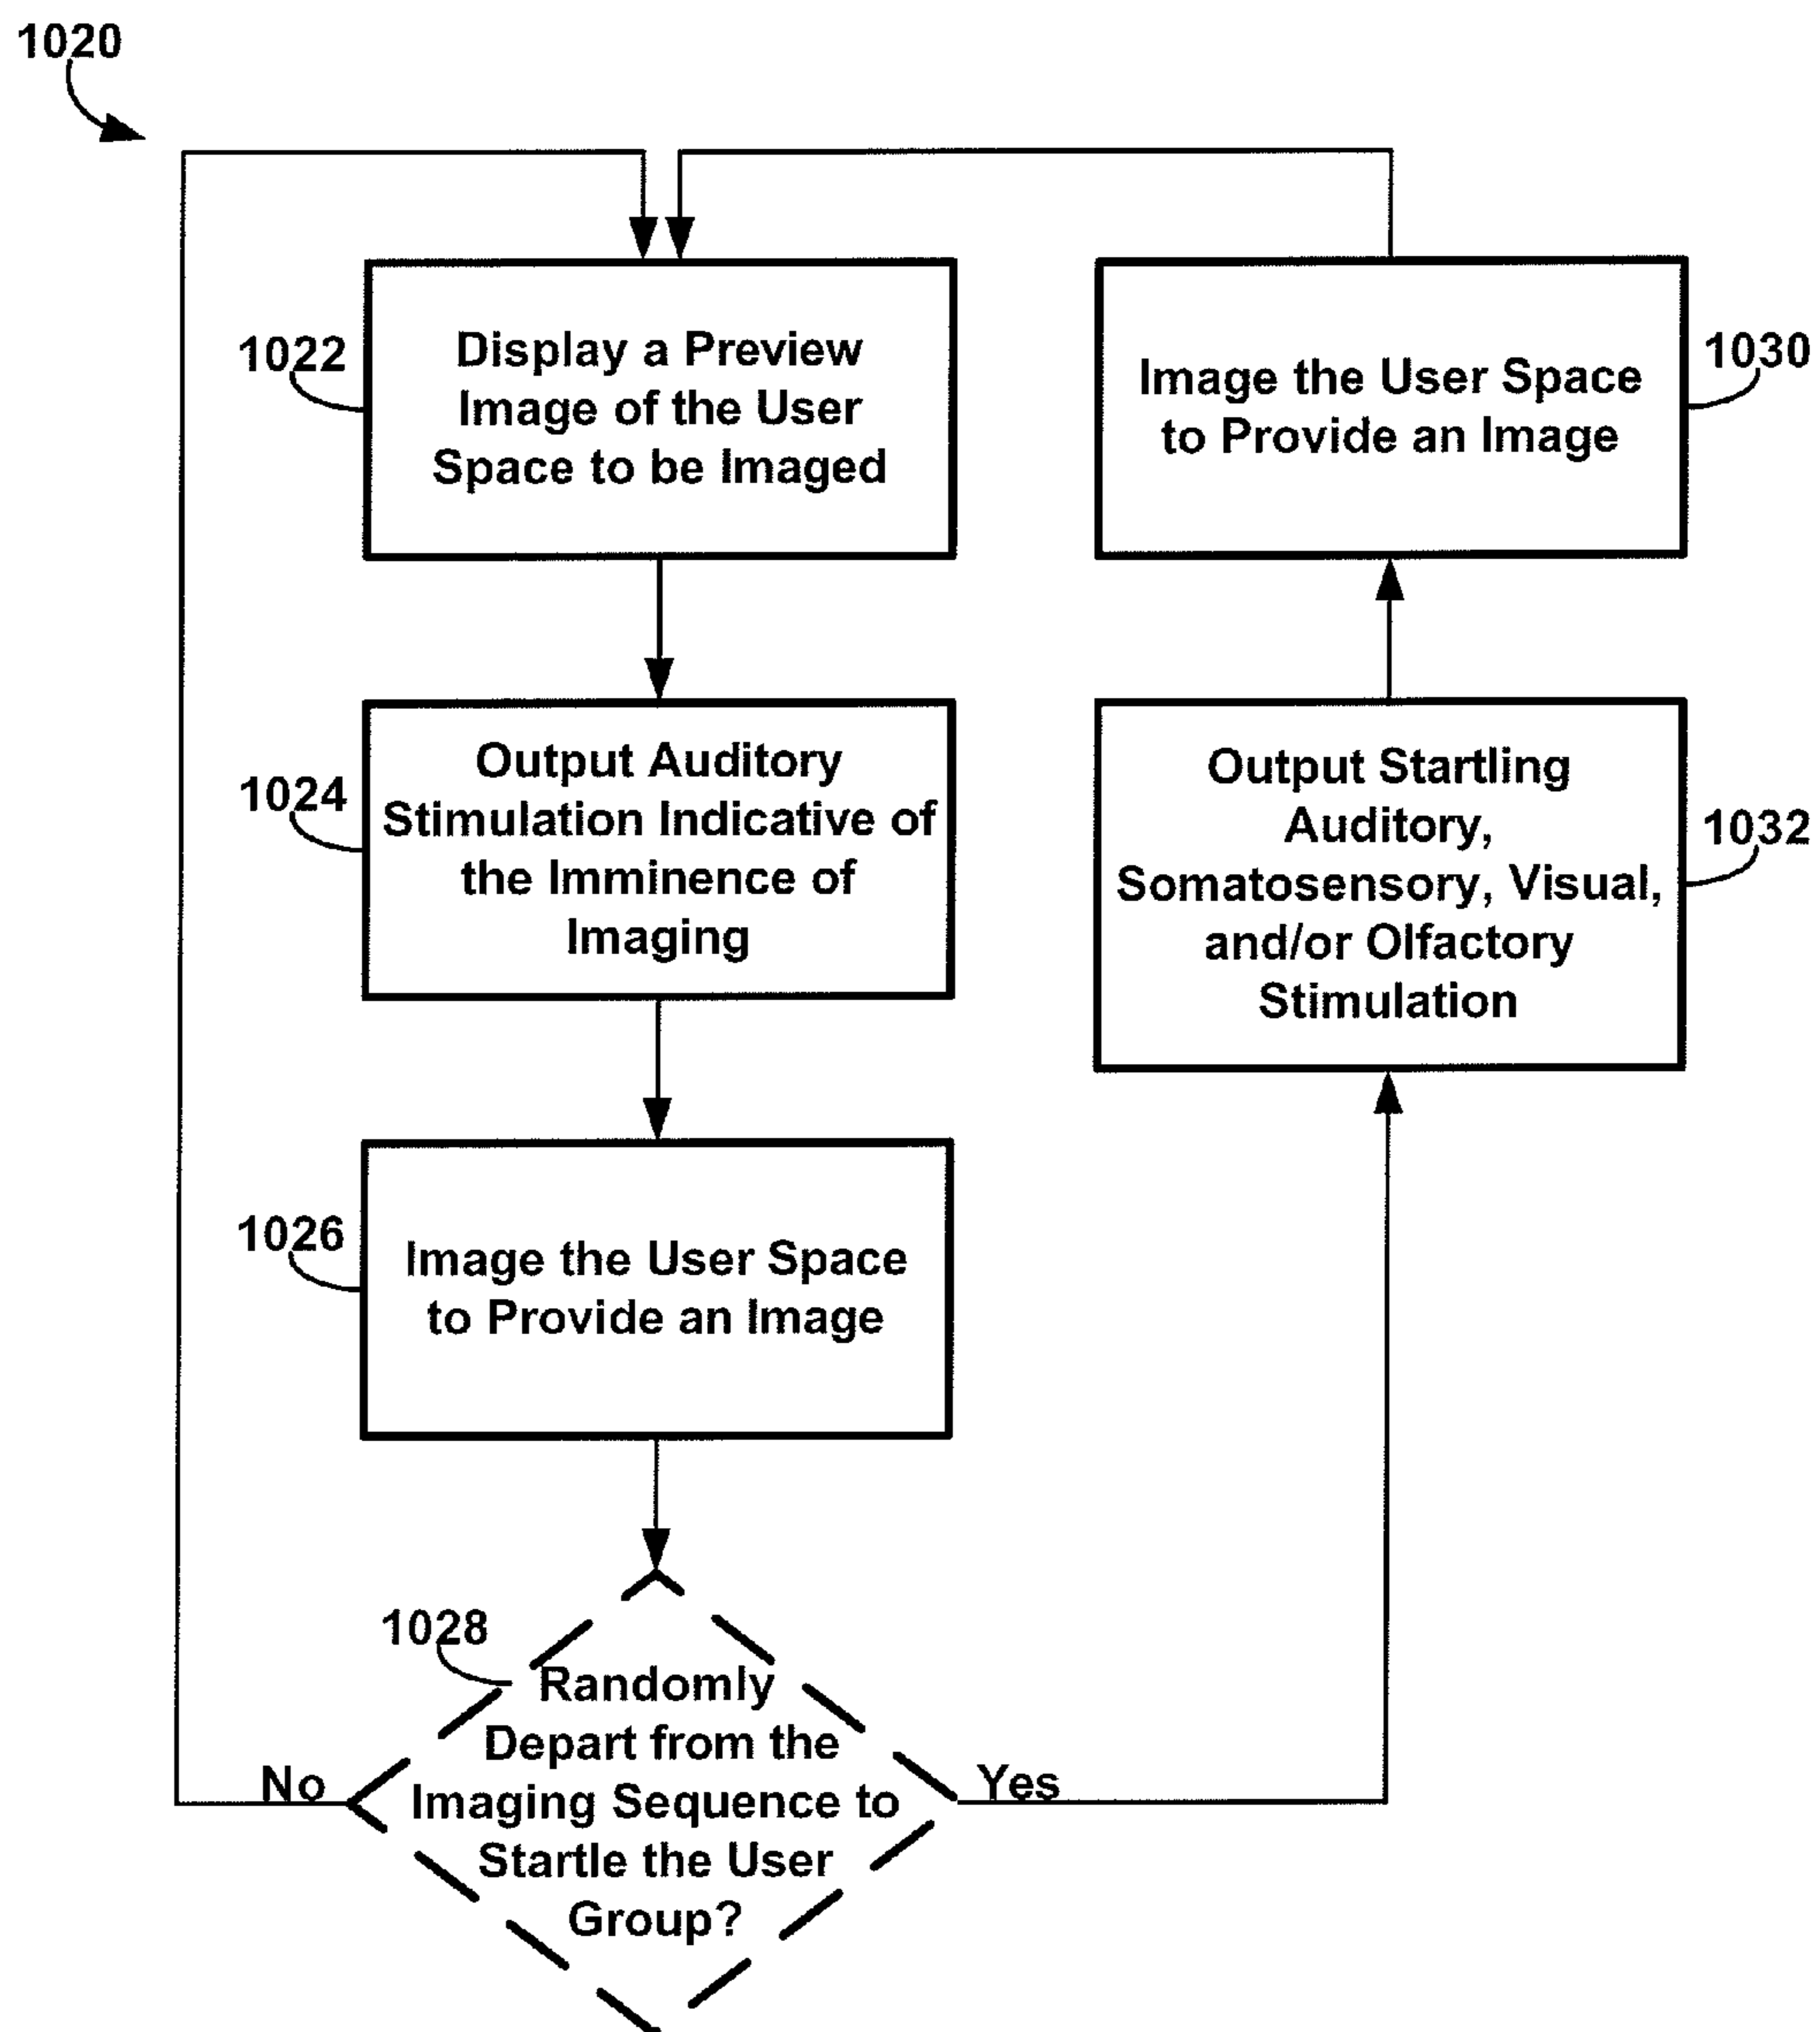 1020
1022
Display a Preview
Image of the User
Space to be Imaged
1024
Output Auditory
Stimulation Indicative of
the Imminence of
Imaging
1026
Image the User Space
to Provide an Image
1028
Randomly
Depart from the
Imaging Sequence to
Startle the User
Group?
No
Yes
1032
Output Startling
Auditory,
Somatosensory, Visual,
and/or Olfactory
Stimulation
1030
Image the User Space
to Provide an Image